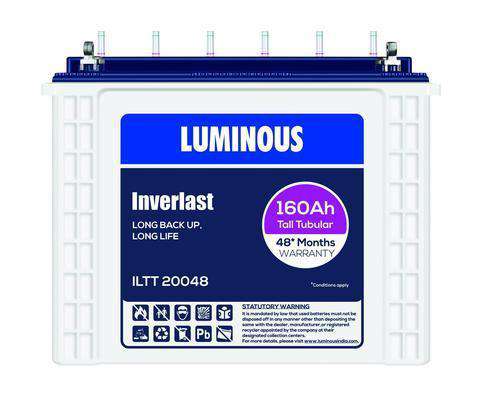 LUMINOUS
Inverlast
LONG BACK UP,
LONG LIFE
160Ah
Tall Tubular
48* Months
WARRANTY
ILTT 20048
*Conditions apply
Pb
STATUTORY WARNING
It is mandated by law that used batteries must not be
disposed off in any manner other than depositing the
same with the dealer, manufacturer, or registered
recycler appointed by the company at their
designated collection centers.
For more details, please visit www.luminousindia.com.